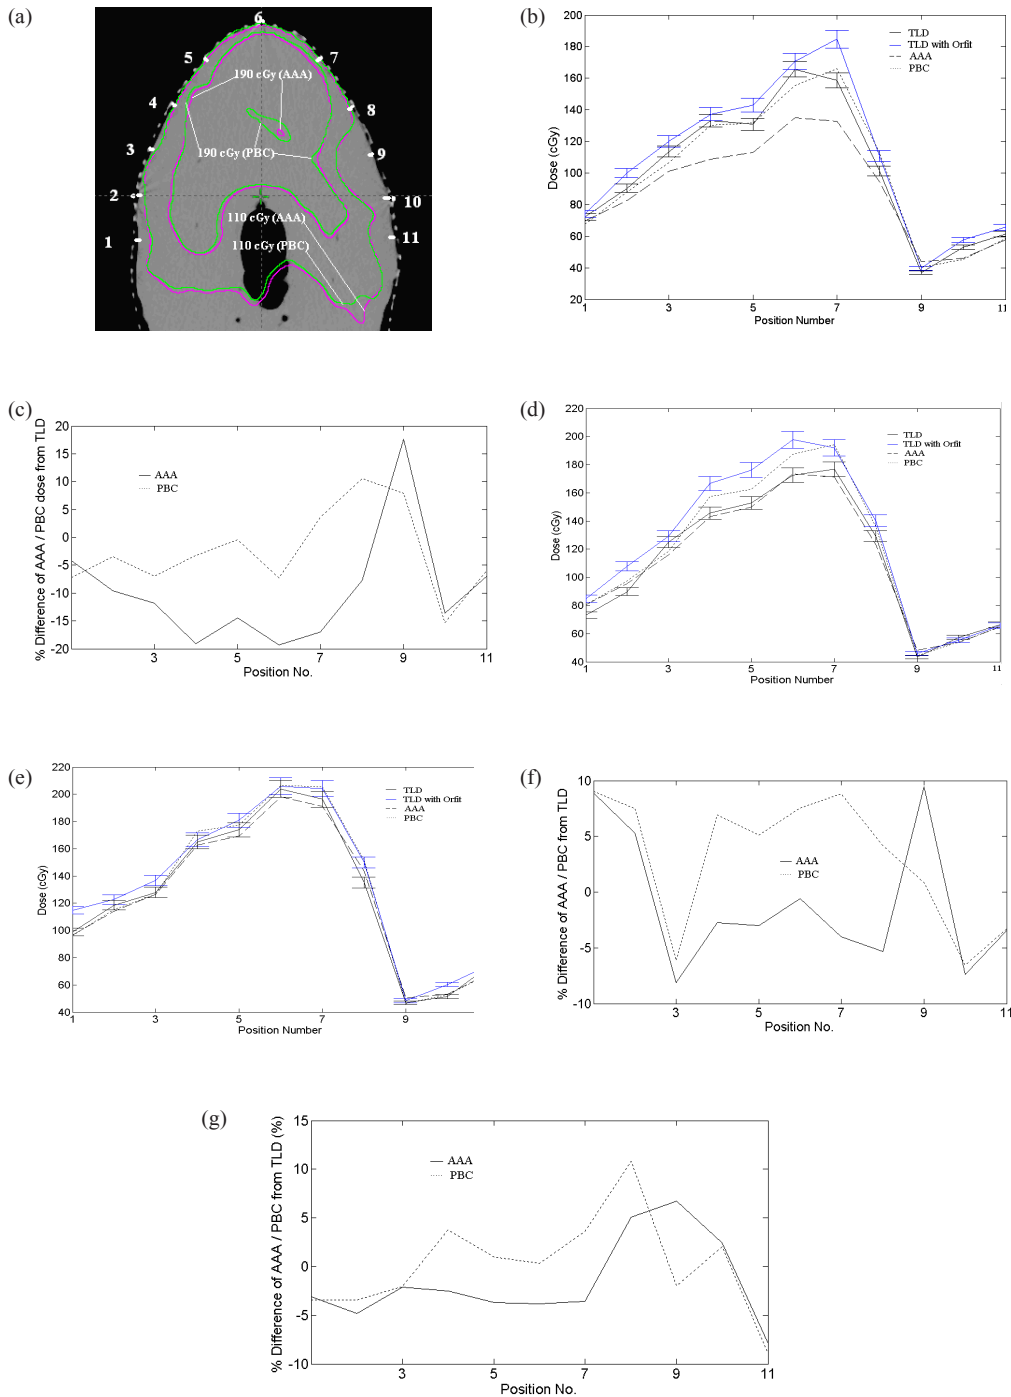 (a)
6
5
7
190 cGy (AAA)
4
8
3
190 cGy (PBC)
9
2
10
110 cGy (AAA)
1
110 cGy (PBC)
11
(b)
200
180
160
140
120
100
80
60
40
20
Dose (cGy)
TLD
TLD with Orfit
AAA
PBC
1 3 5 7 9 11
Position Number
(c)
20
15
10
5
0
-5
-10
-15
-20
% Difference of AAA / PBC dose from TLD
AAA
PBC
3 5 7 9 11
Position No.
(d)
220
200
180
160
140
120
100
80
60
40
Dose (cGy)
TLD
TLD with Orfit
AAA
PBC
1 3 5 7 9 11
Position Number
(e)
220
200
180
160
140
120
100
80
60
40
Dose (cGy)
TLD
TLD with Orfit
AAA
PBC
1 3 5 7 9
Position Number
(f)
10
5
0
-5
-10
% Difference of AAA / PBC from TLD
AAA
PBC
3 5 7 9 11
Position No.
(g)
15
10
5
0
-5
-10
% Difference of AAA / PBC from TLD (%)
AAA
PBC
3 5 7 9 11
Position No.